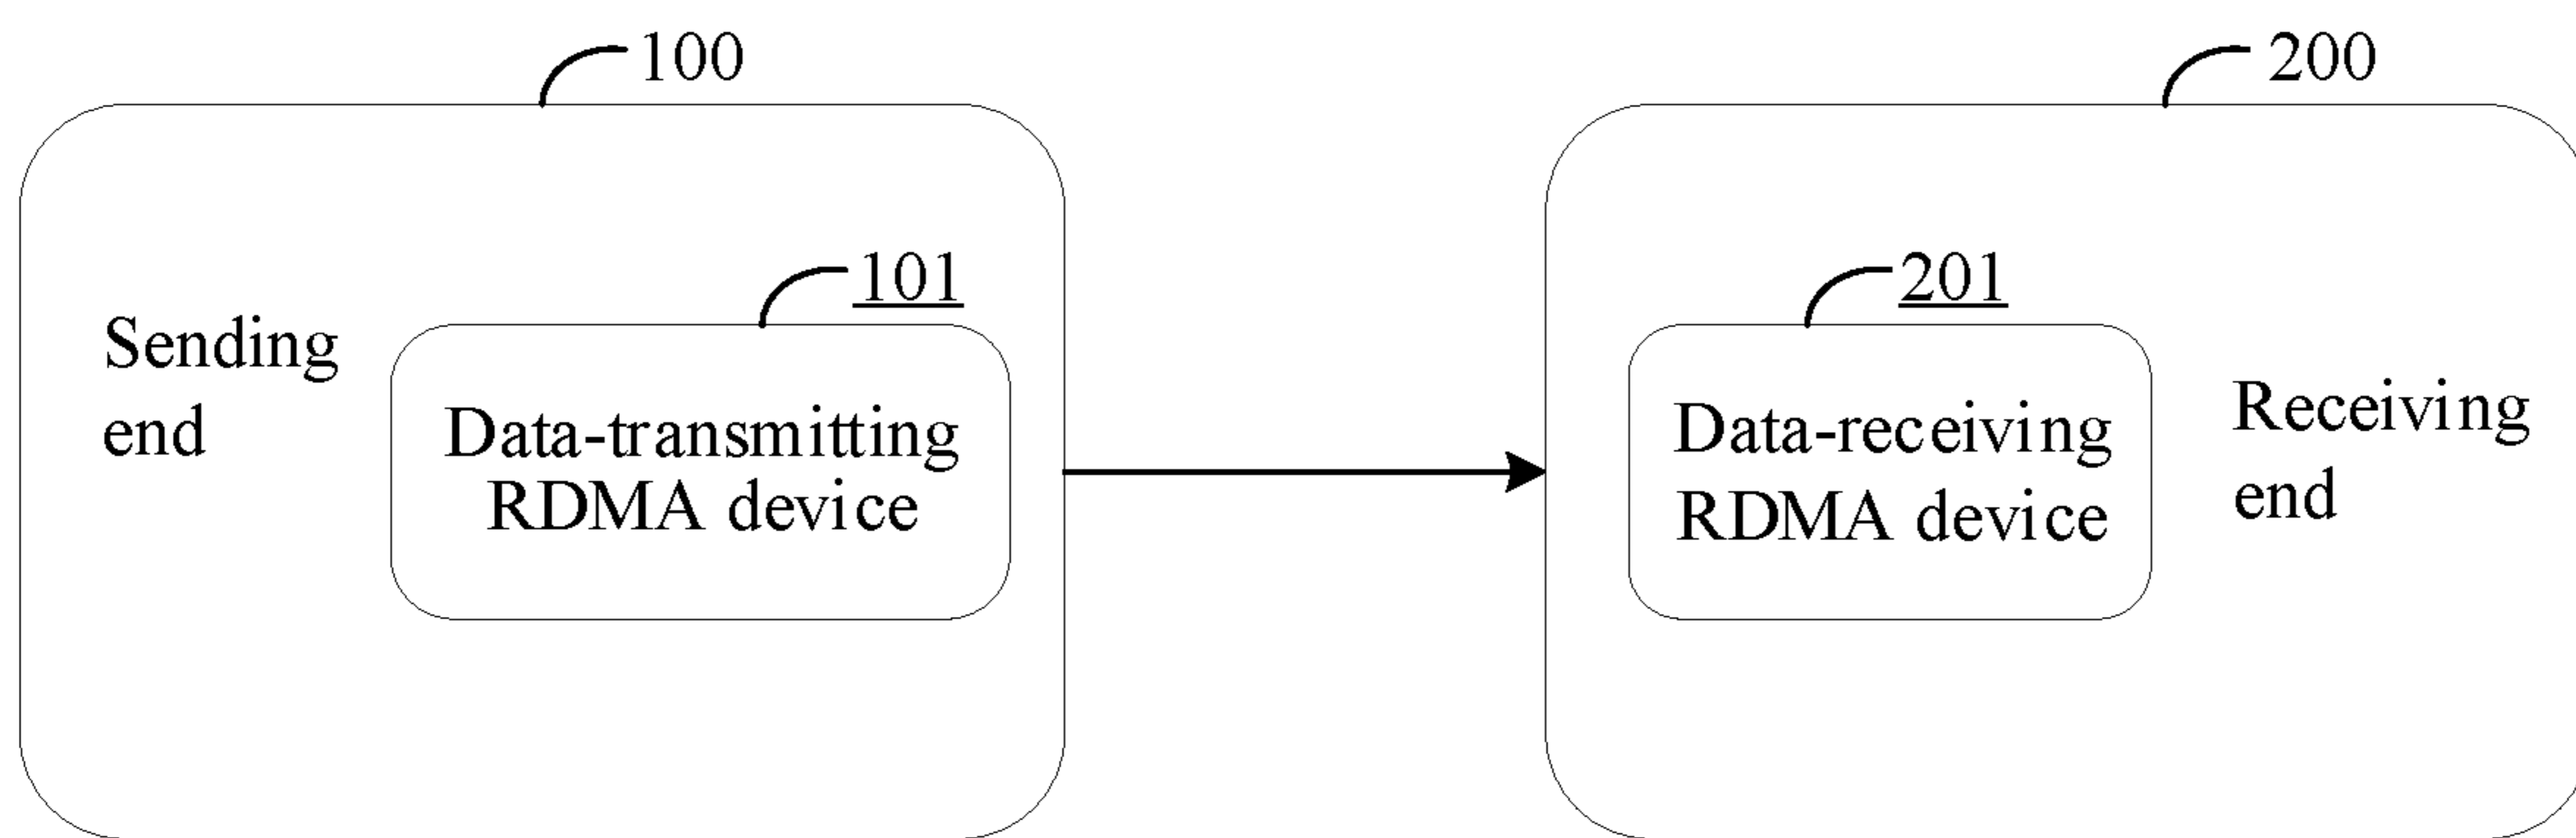 100
200
101
201
Sending
end
Data-transmitting
RDMA device
Data-receiving
RDMA device
Receiving
end